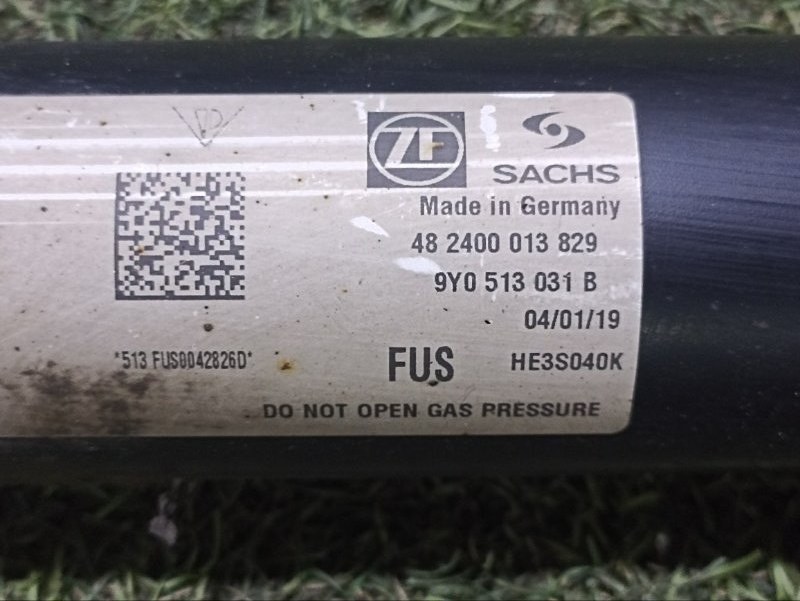 ZF SACHS
Made in Germany
48 2400 013 829
9Y0 513 031 B
04/01/19
*513 FUS0042826D*
FUS HE3S040K
DO NOT OPEN GAS PRESSURE